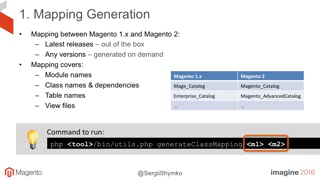 1. Mapping Generation
• Mapping between Magento 1.x and Magento 2:
– Latest releases – out of the box
– Any versions – generated on demand
• Mapping covers:
– Module names
– Class names & dependencies
– Table names
– View files
Magento 1.x Magento 2
Mage_Catalog Magento_Catalog
Enterprise_Catalog Magento_AdvancedCatalog
... ...
Command to run:
php <tool>/bin/utils.php generateClassMapping <m1> <m2>
Magento @SergiiShymko imagine 2016